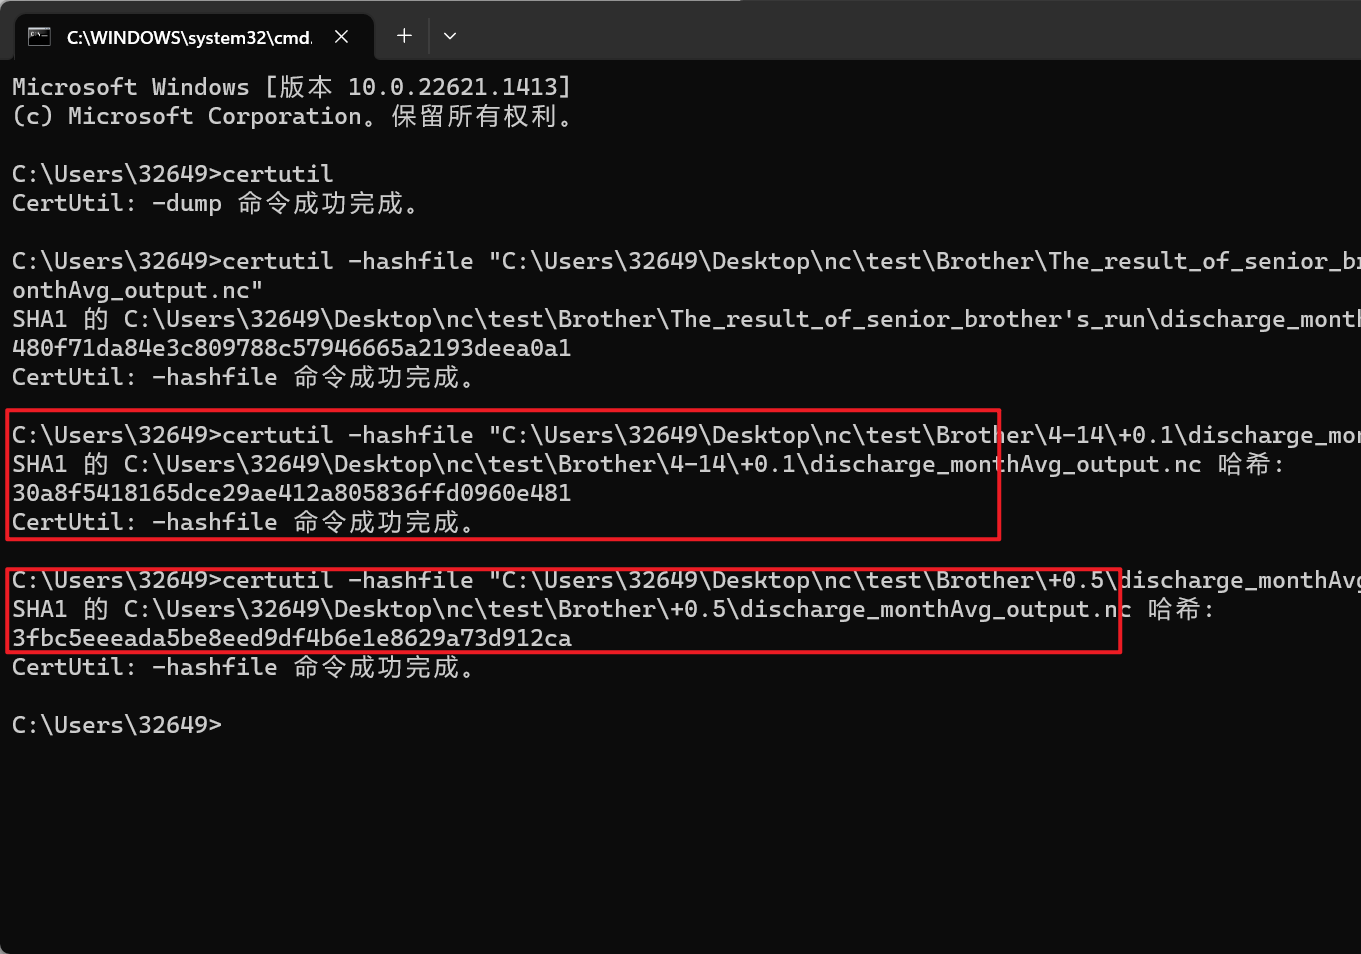 C:\WINDOWS\system32\cmd.
Microsoft Windows [版本 10.0.22621.1413]
(c) Microsoft Corporation。保留所有权利。
C:\Users\32649>certutil
CertUtil: -dump 命令成功完成。
C:\Users\32649>certutil -hashfile "C:\Users\32649\Desktop\nc\test\Brother\The_result_of_senior_br
onthAvg_output.nc"
SHA1 的 C:\Users\32649\Desktop\nc\test\Brother\The_result_of_senior_brother's_run\discharge_month
480f71da84e3c809788c57946665a2193deea0a1
CertUtil: -hashfile 命令成功完成。
C:\Users\32649>certutil -hashfile "C:\Users\32649\Desktop\nc\test\Brother\4-14\+0.1\discharge_mon
SHA1 的 C:\Users\32649\Desktop\nc\test\Brother\4-14\+0.1\discharge_monthAvg_output.nc 哈希:
30a8f5418165dce29ae412a805836ffd0960e481
CertUtil: -hashfile 命令成功完成。
C:\Users\32649>certutil -hashfile "C:\Users\32649\Desktop\nc\test\Brother\+0.5\discharge_monthAvg
SHA1 的 C:\Users\32649\Desktop\nc\test\Brother\+0.5\discharge_monthAvg_output.nc 哈希:
3fbc5eeeada5be8eed9df4b6e1e8629a73d912ca
CertUtil: -hashfile 命令成功完成。
C:\Users\32649>